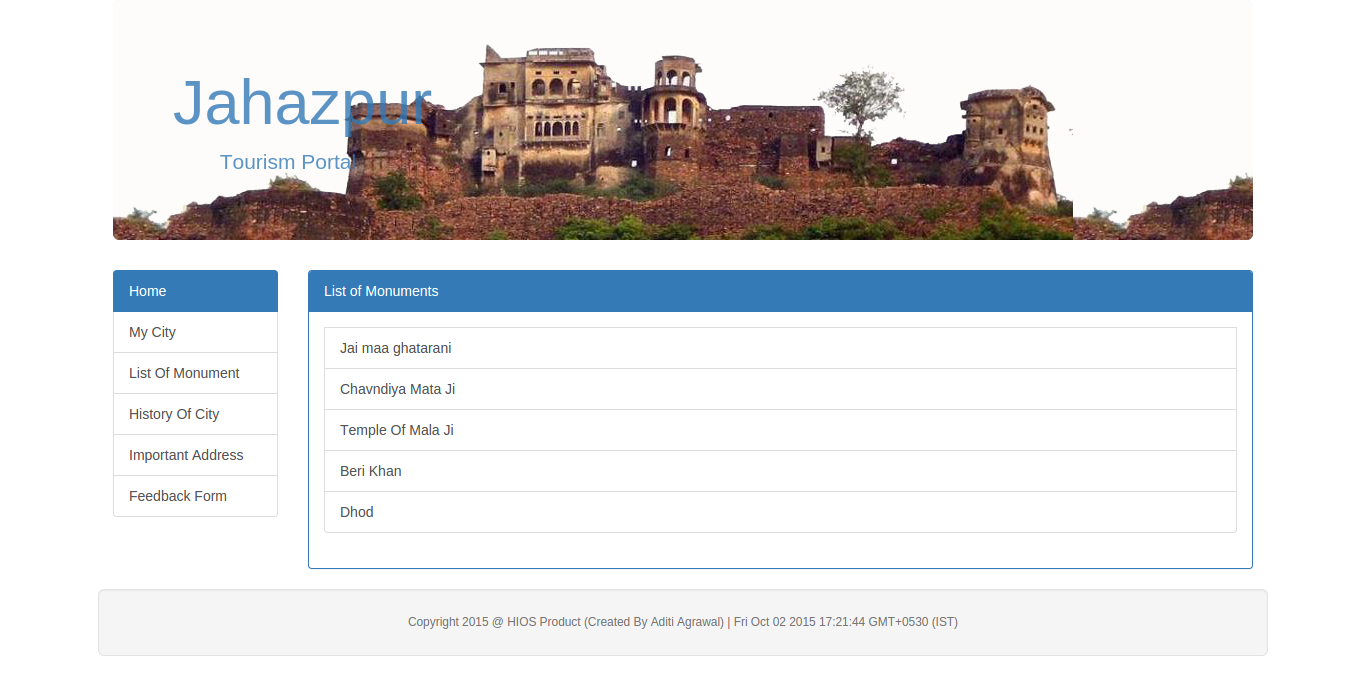 Jahazpur
Tourism Portal
Home
My City
List Of Monument
History Of City
Important Address
Feedback Form
List of Monuments
Jai maa ghatarani
Chavndiya Mata Ji
Temple Of Mala Ji
Beri Khan
Dhod
Copyright 2015 @ HIOS Product (Created By Aditi Agrawal) | Fri Oct 02 2015 17:21:44 GMT+0530 (IST)